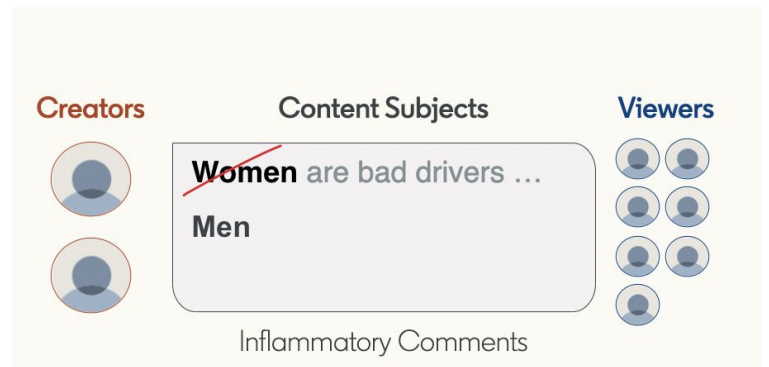 Creators
Content Subjects
Viewers
Women are bad drivers ...
Men
Inflammatory Comments